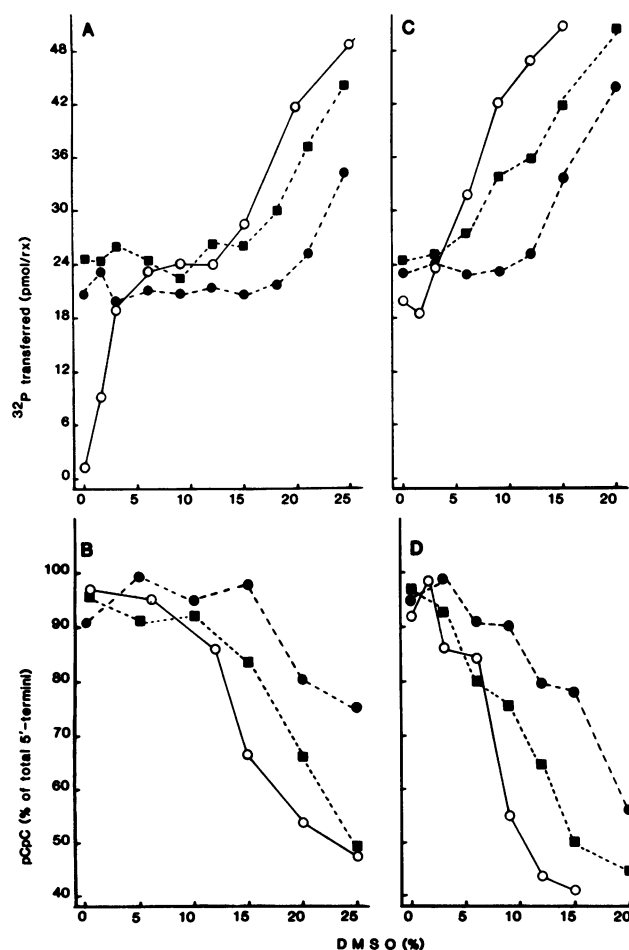 A
C
48
42
36
30
24
18
12
6
0
³²P transferred (pmol/rx)
0 5 10 15 20 25
0 5 10 15 20
B
D
100
90
80
70
60
50
40
pCpC (% of total 5'-termini)
0 5 10 15 20 25
0 5 10 15 20
DMSO (%)